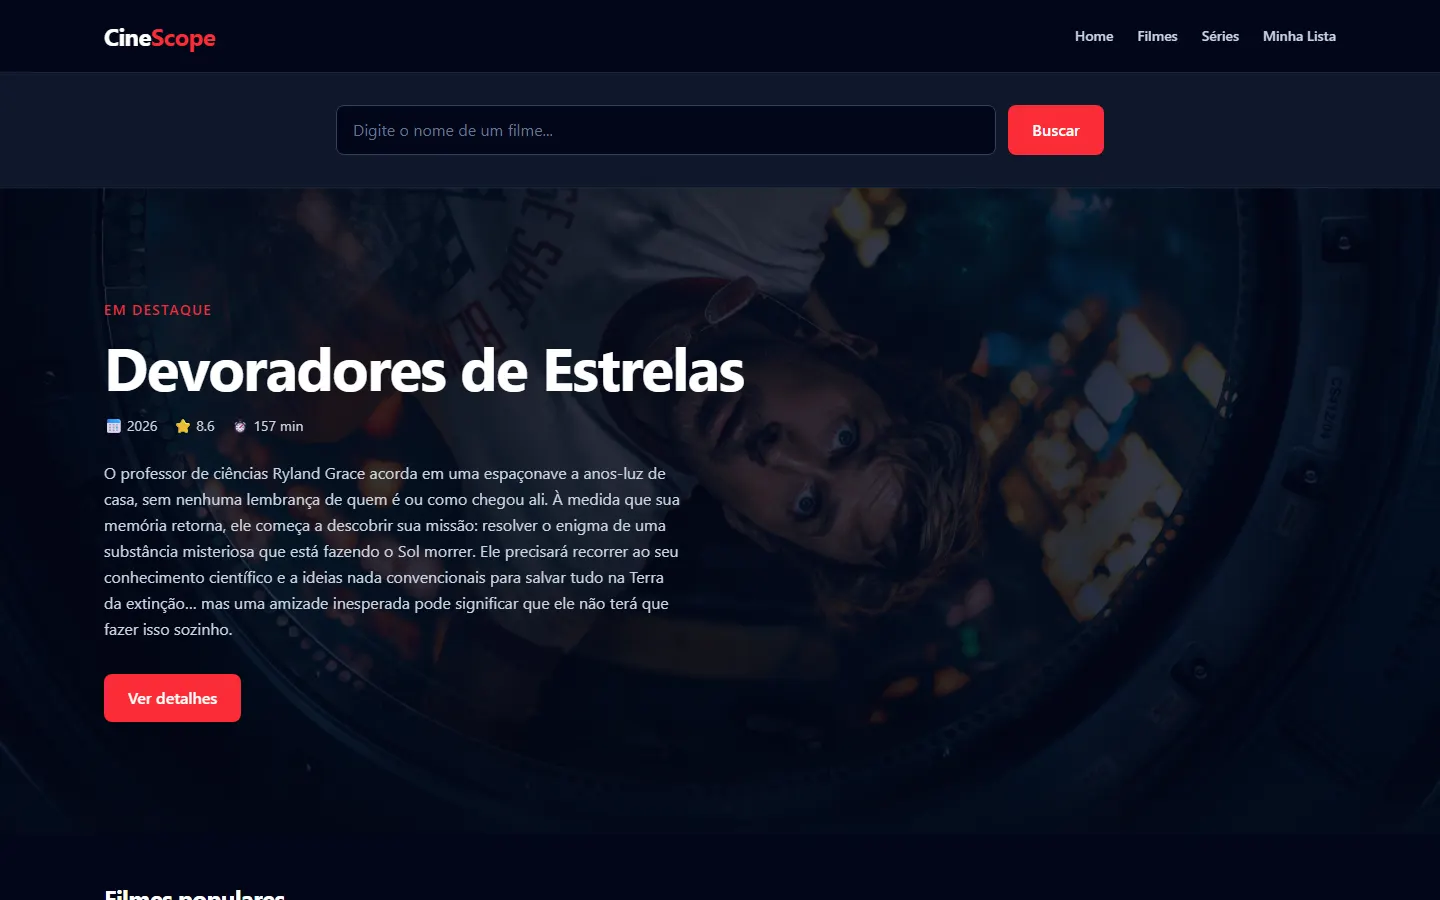 CineScope
Home Filmes Séries Minha Lista
Digite o nome de um filme...
Buscar
EM DESTAQUE
Devoradores de Estrelas
2026 8.6 157 min
O professor de ciências Ryland Grace acorda em uma espaçonave a anos-luz de
casa, sem nenhuma lembrança de quem é ou como chegou ali. À medida que sua
memória retorna, ele começa a descobrir sua missão: resolver o enigma de uma
substância misteriosa que está fazendo o Sol morrer. Ele precisará recorrer ao seu
conhecimento científico e a ideias nada convencionais para salvar tudo na Terra
da extinção... mas uma amizade inesperada pode significar que ele não terá que
fazer isso sozinho.
Ver detalhes
Filmes populares